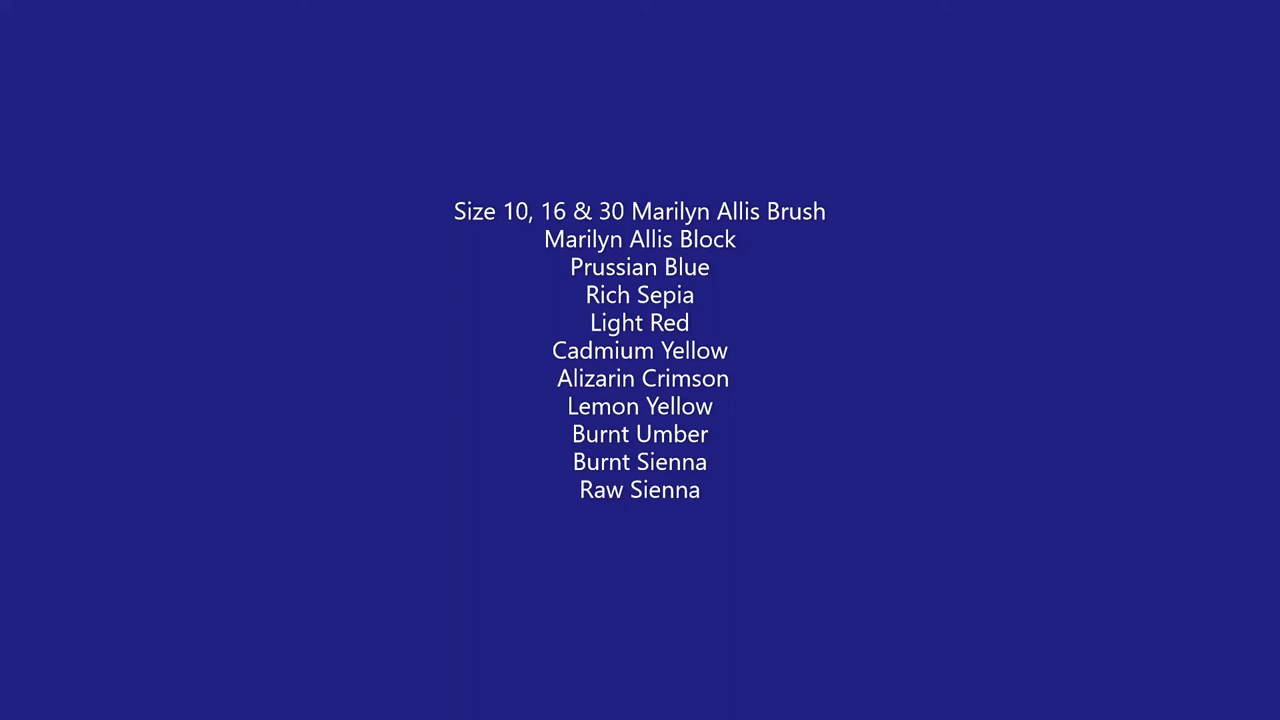 Size 10, 16 & 30 Marilyn Allis Brush
Marilyn Allis Block
Prussian Blue
Rich Sepia
Light Red
Cadmium Yellow
Alizarin Crimson
Lemon Yellow
Burnt Umber
Burnt Sienna
Raw Sienna